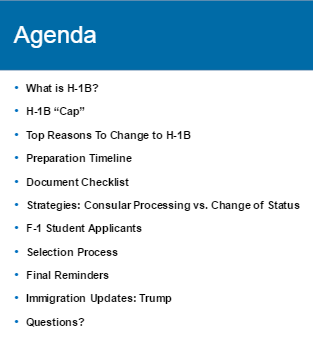 Agenda
• What is H-1B?
• H-1B “Cap”
• Top Reasons To Change to H-1B
• Preparation Timeline
• Document Checklist
• Strategies: Consular Processing vs. Change of Status
• F-1 Student Applicants
• Selection Process
• Final Reminders
• Immigration Updates: Trump
• Questions?